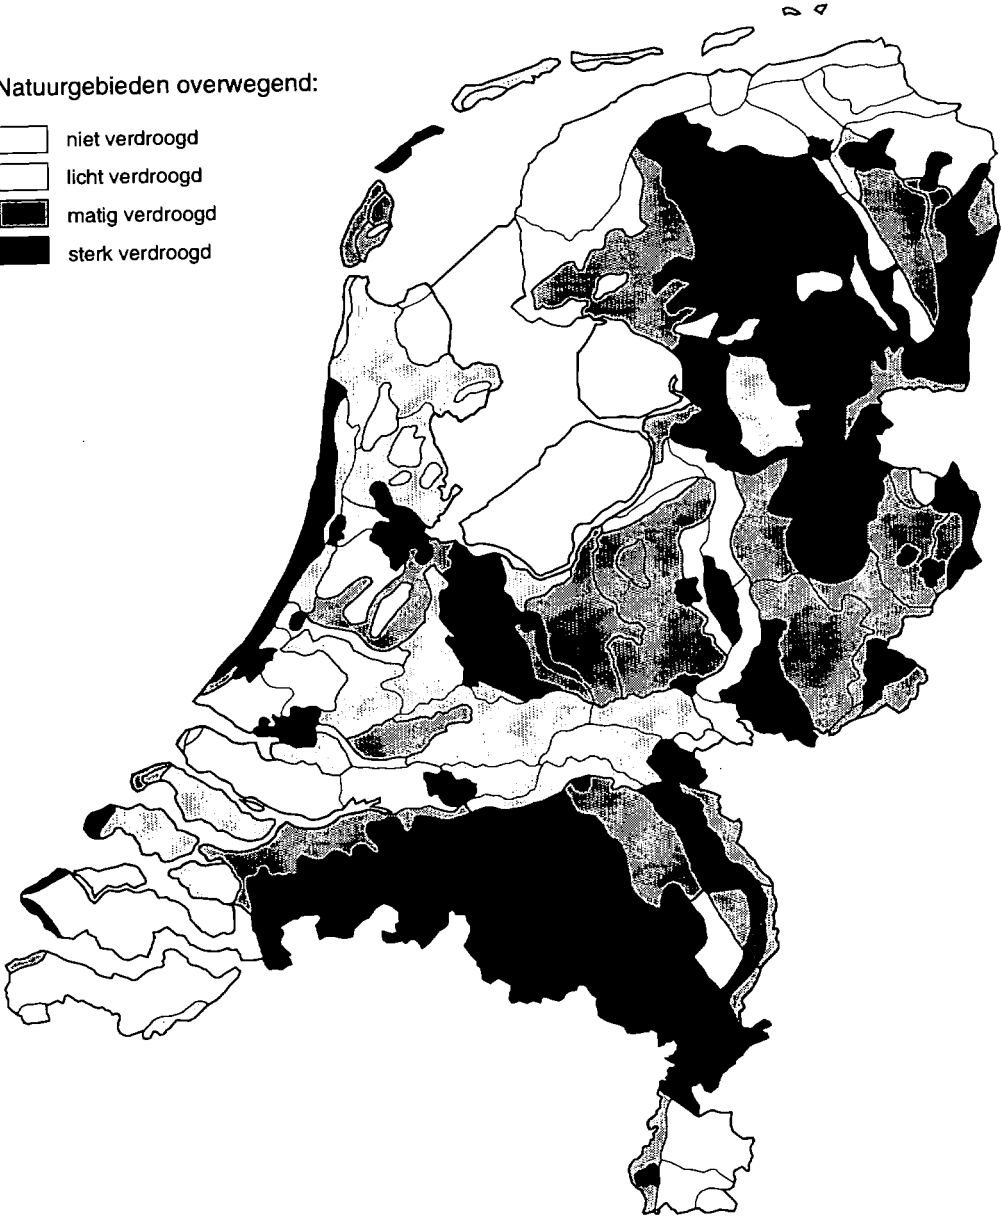 Natuurgebieden overwegend:
niet verdroogd
licht verdroogd
matig verdroogd
sterk verdroogd